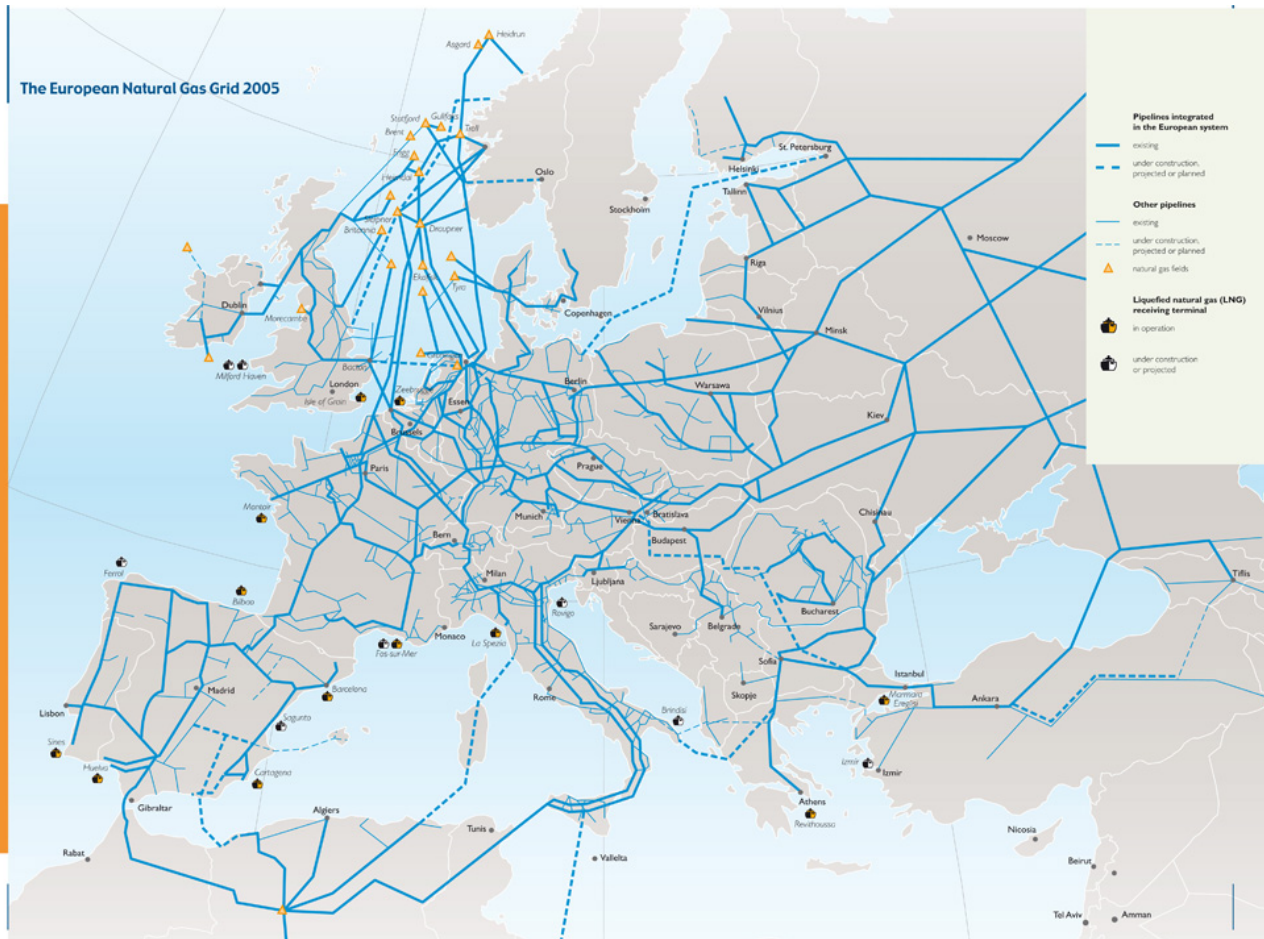 The European Natural Gas Grid 2005
Pipelines integrated
in the European system
existing
under construction,
projected or planned
Other pipelines
existing
under construction,
projected or planned
natural gas fields
Liquefied natural gas (LNG)
receiving terminal
in operation
under construction
or projected
Heidrun
Asgard
Statfjord
Gullfaks
Brent
Troll
Frigg
Heimdal
Sleipner
Britannia
Draupner
Ekofisk
Tyra
Oslo
Stockholm
Helsinki
St. Petersburg
Tallinn
Moscow
Riga
Vilnius
Minsk
Copenhagen
Dublin
Morecambe
Milford Haven
Bacton
London
Isle of Grain
Zeebrugge
Essen
Brussels
Berlin
Warsawa
Kiev
Paris
Prague
Montoir
Munich
Vienna
Bratislava
Budapest
Chisinau
Bern
Milan
Ljubljana
Ferrol
Bilbao
Rovigo
Bucharest
Tiflis
Monaco
Fos-sur-Mer
La Spezia
Sarajevo
Belgrade
Sofia
Istanbul
Madrid
Barcelona
Rome
Skopje
Marmara
Ereglisi
Ankara
Lisbon
Sagunto
Brindisi
Sines
Huelva
Cartagena
Izmir
Izmir
Gibraltar
Algiers
Tunis
Athens
Revithoussa
Rabat
Valletta
Nicosia
Beirut
Tel Aviv
Amman